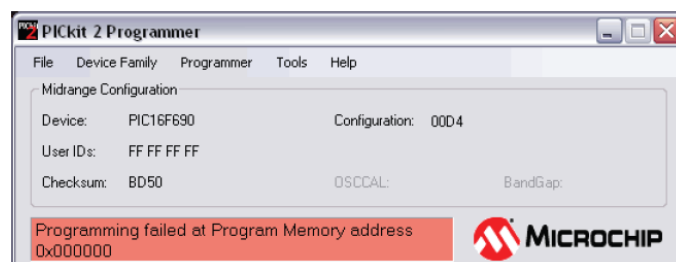 PICkit 2 Programmer
File Device Family Programmer Tools Help
Midrange Configuration
Device: PIC16F690 Configuration: 00D4
User IDs: FF FF FF FF
Checksum: BD50 OSCCAL: BandGap:
Programming failed at Program Memory address
0x000000
MICROCHIP